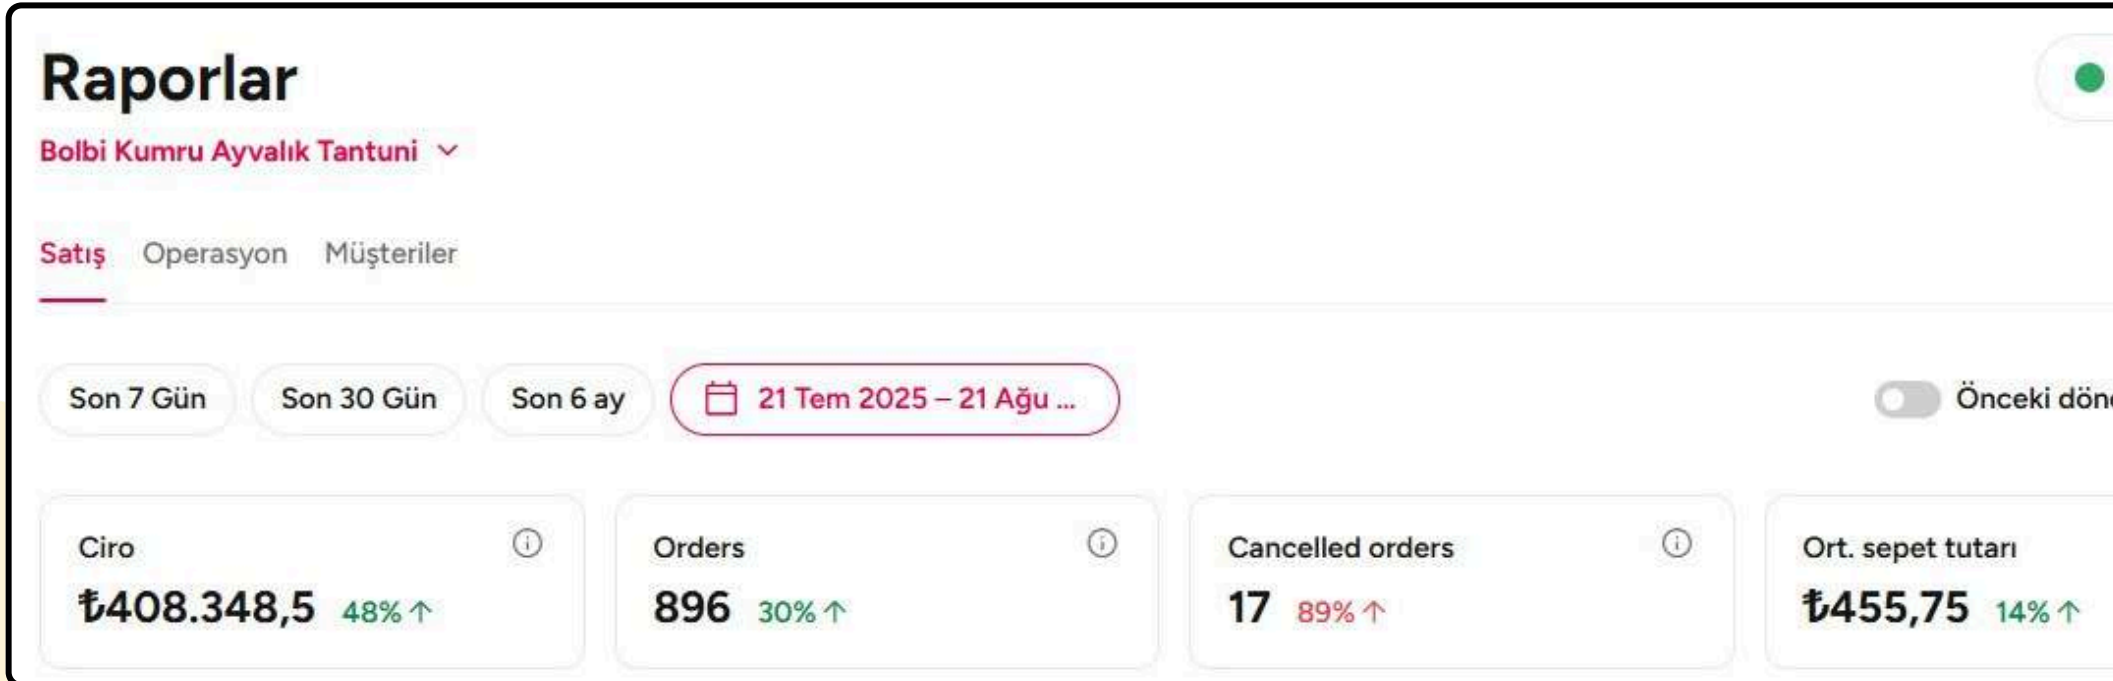 Raporlar
Bolbi Kumru Ayvalık Tantuni
Satış Operasyon Müşteriler
Son 7 Gün Son 30 Gün Son 6 ay 21 Tem 2025 – 21 Ağu ... Önceki
Ciro Orders Cancelled orders Ort. sepet tutarı
₺408.348,5 48% ↑ 896 30% ↑ 17 89% ↑ ₺455,75 14% ↑